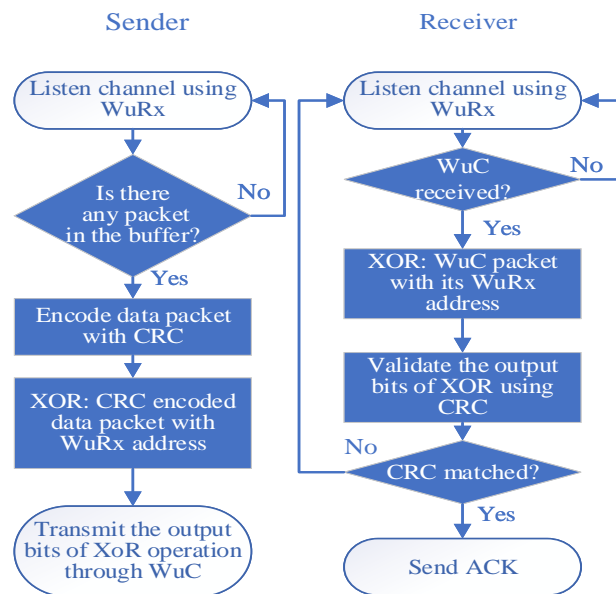 Sender
Listen channel using
WuRx
Is there
any packet
in the buffer?
No
Yes
Encode data packet
with CRC
XOR: CRC encoded
data packet with
WuRx address
Transmit the output
bits of XoR operation
through WuC
Receiver
Listen channel using
WuRx
WuC
received?
No
Yes
XOR: WuC packet
with its WuRx
address
Validate the output
bits of XOR using
CRC
No
CRC matched?
Yes
Send ACK